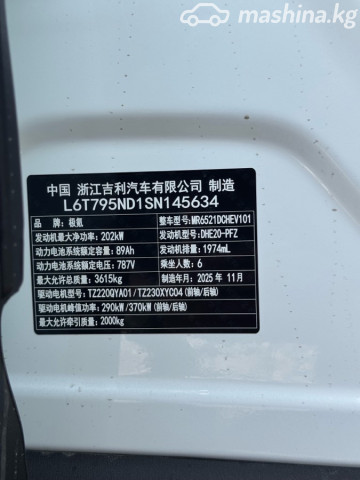 mashina.kg
中国 浙江吉利汽车有限公司 制造
L6T795ND1SN145634
品牌: 极氪 整车型号: MR6521DCHEV101
发动机最大净功率: 202kW 发动机型号: DHE20-PFZ
动力电池系统额定容量: 89Ah 发动机排量: 1974mL
动力电池系统额定电压: 787V 乘坐人数: 6
最大允许总质量: 3615kg 制造年月: 2025 年 11月
驱动电机型号: TZ220QYA01/TZ230XYC04(前轴/后轴)
驱动电机峰值功率: 290kW/370kW(前轴/后轴)
最大允许牵引质量: 2000kg